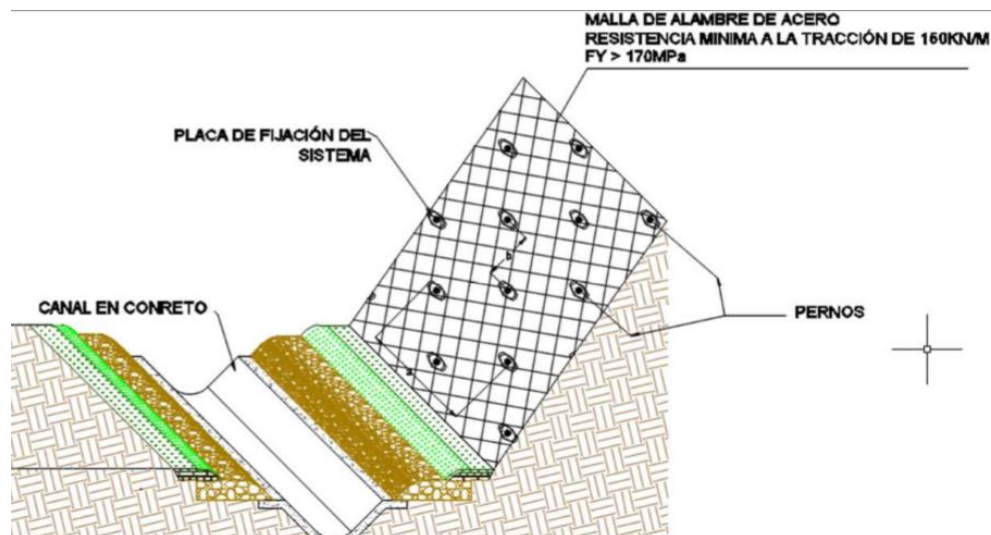 MALLA DE ALAMBRE DE ACERO
RESISTENCIA MINIMA A LA TRACCIÓN DE 160KN/M
FY > 170MPa
PLACA DE FIJACIÓN DEL
SISTEMA
CANAL EN CONRETO
PERNOS